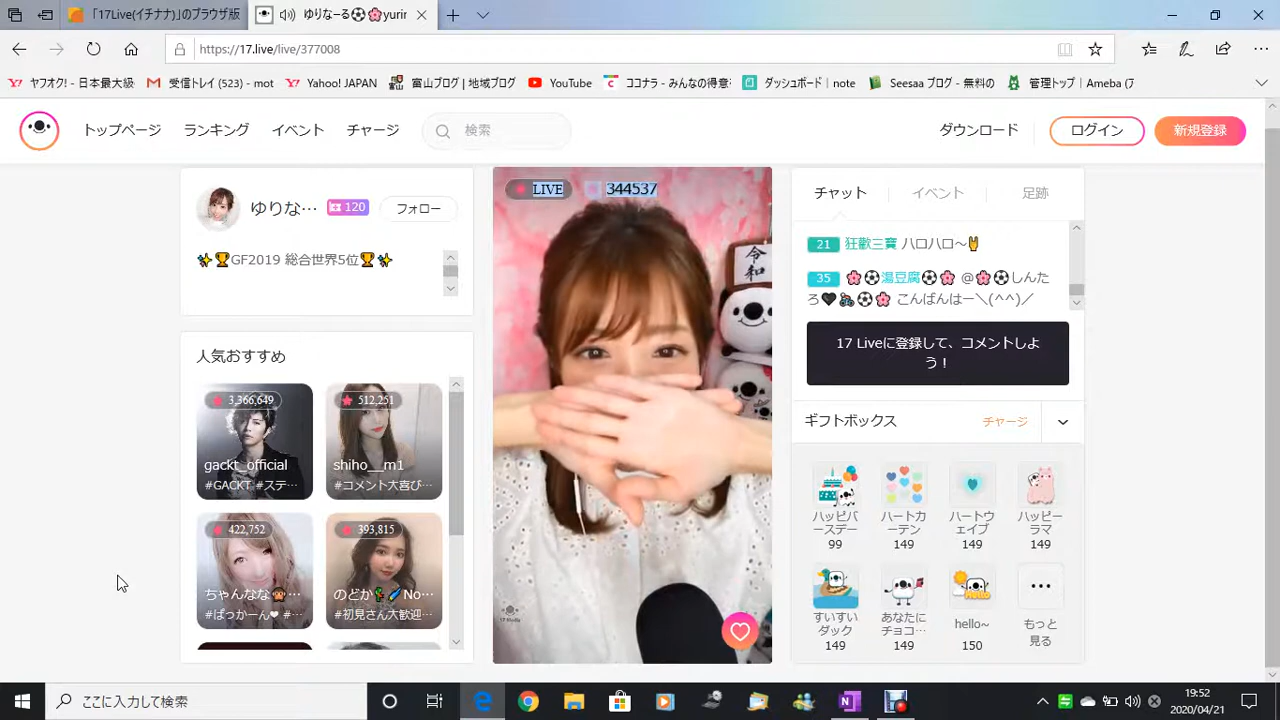 「17Live(イチナナ)」のブラウザ版
ゆりなーる⚽🌸yurin
https://17.live/live/377008
ヤフオク! - 日本最大級
受信トレイ (523) - mot
Yahoo! JAPAN
富山ブログ | 地域ブログ
YouTube
ココナラ - みんなの得意
ダッシュボード | note
Seesaa ブログ - 無料の
管理トップ | Ameba (ア
トップページ
ランキング
イベント
チャージ
検索
ダウンロード
ログイン
新規登録
ゆりな…
120
フォロー
✨🏆GF2019 総合世界5位🏆✨
人気おすすめ
3,366,649
gackt_official
#GACKT #ステ…
512,251
shiho__m1
#コメント大喜び…
422,752
ちゃんなな🙊…
#ばっかーん❤ #…
393,815
のどか🌵🍼No…
#初見さん大歓迎…
LIVE
344537
令和
チャット
イベント
足跡
21 狂歡三寶 ハロハロ〜🤘
35 🌸⚽湯豆腐⚽🌸 @🌸⚽しんた
ろ🖤🏍⚽🌸 こんばんはー＼(^^)／
17 Liveに登録して、コメントしよ
う！
ギフトボックス
チャージ
ハッピバ
ースデー
99
ハートカ
ーテン
149
ハートウ
ェイブ
149
ハッピー
ラマ
149
すいすい
ダック
149
あなたに
チョコ…
149
hello~
150
もっと
見る
ここに入力して検索
19:52
2020/04/21